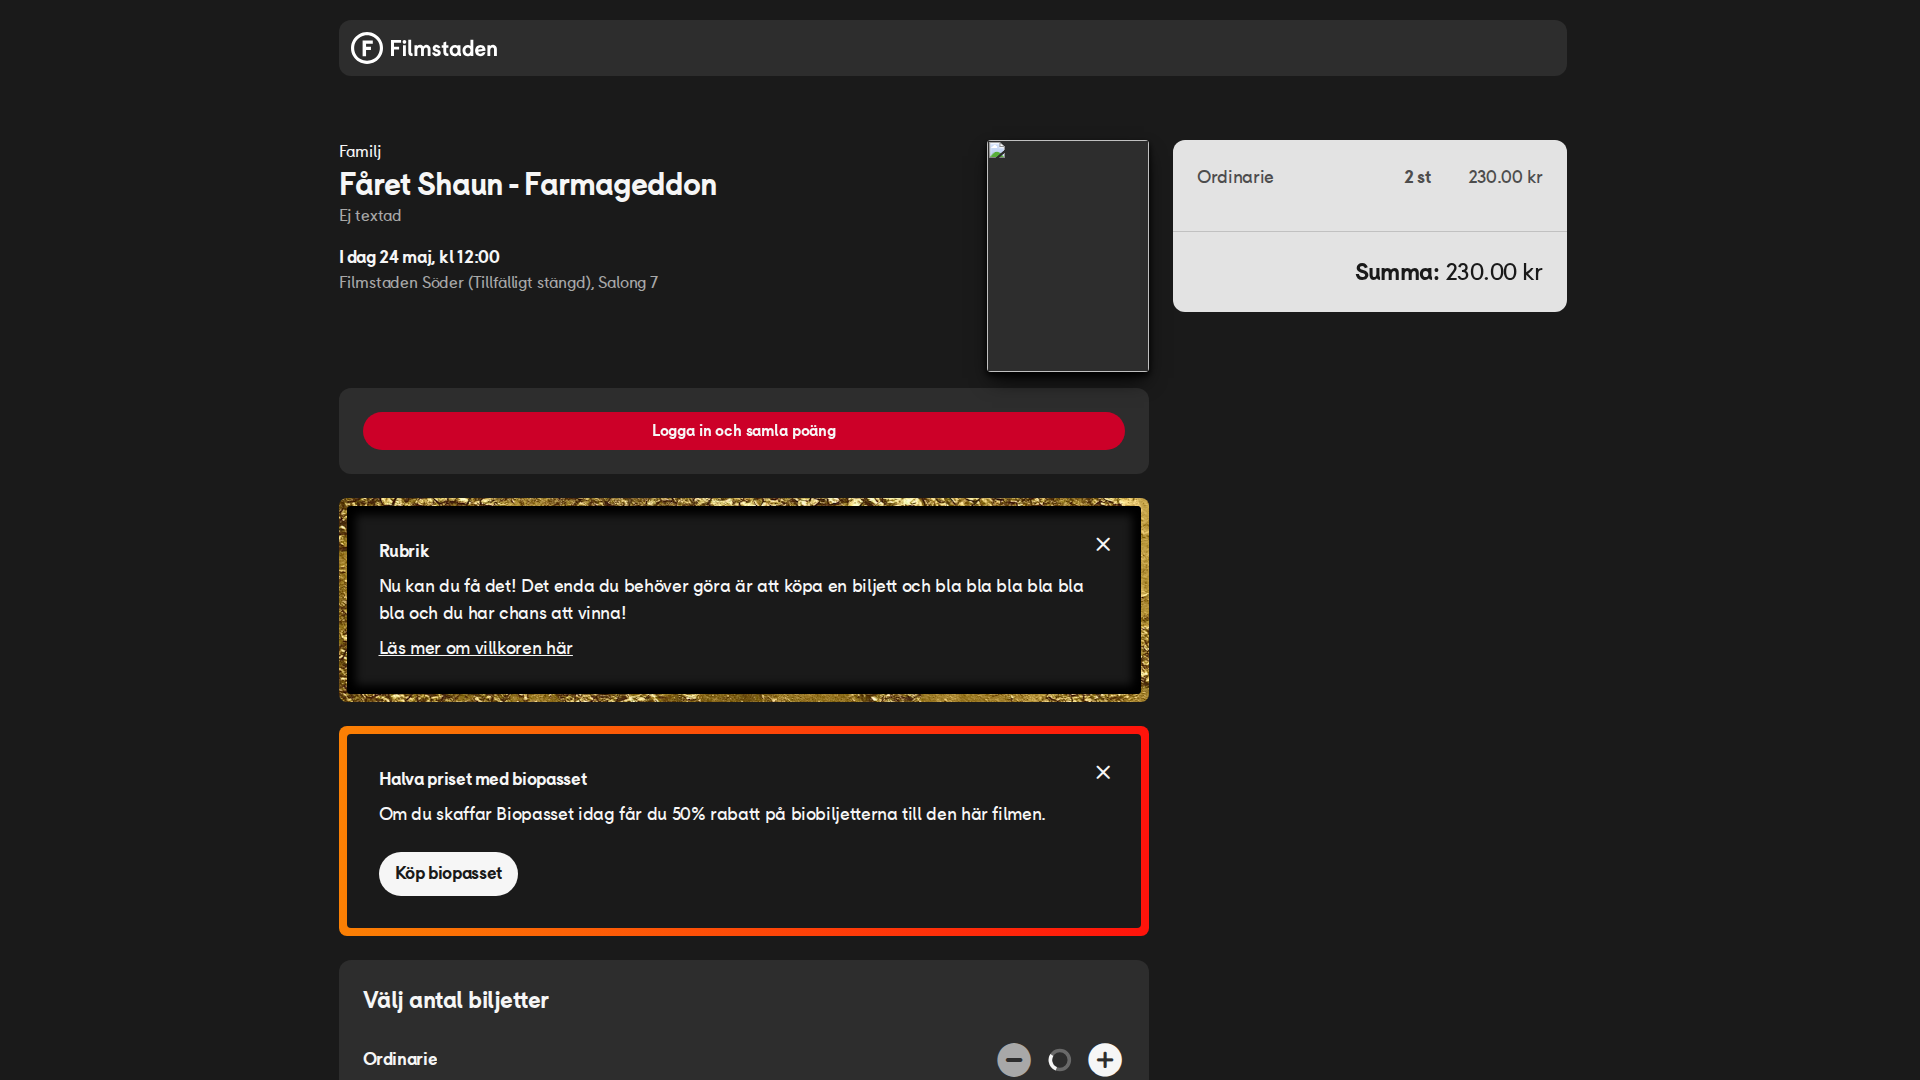 Filmstaden
Familj
Fåret Shaun - Farmageddon
Ej textad
I dag 24 maj, kl 12:00
Filmstaden Söder (Tillfälligt stängd), Salong 7
Ordinarie 2 st 230.00 kr
Summa: 230.00 kr
Logga in och samla poäng
Rubrik
Nu kan du få det! Det enda du behöver göra är att köpa en biljett och bla bla bla bla bla
bla och du har chans att vinna!
Läs mer om villkoren här
Halva priset med biopasset
Om du skaffar Biopasset idag får du 50% rabatt på biobiljetterna till den här filmen.
Köp biopasset
Välj antal biljetter
Ordinarie